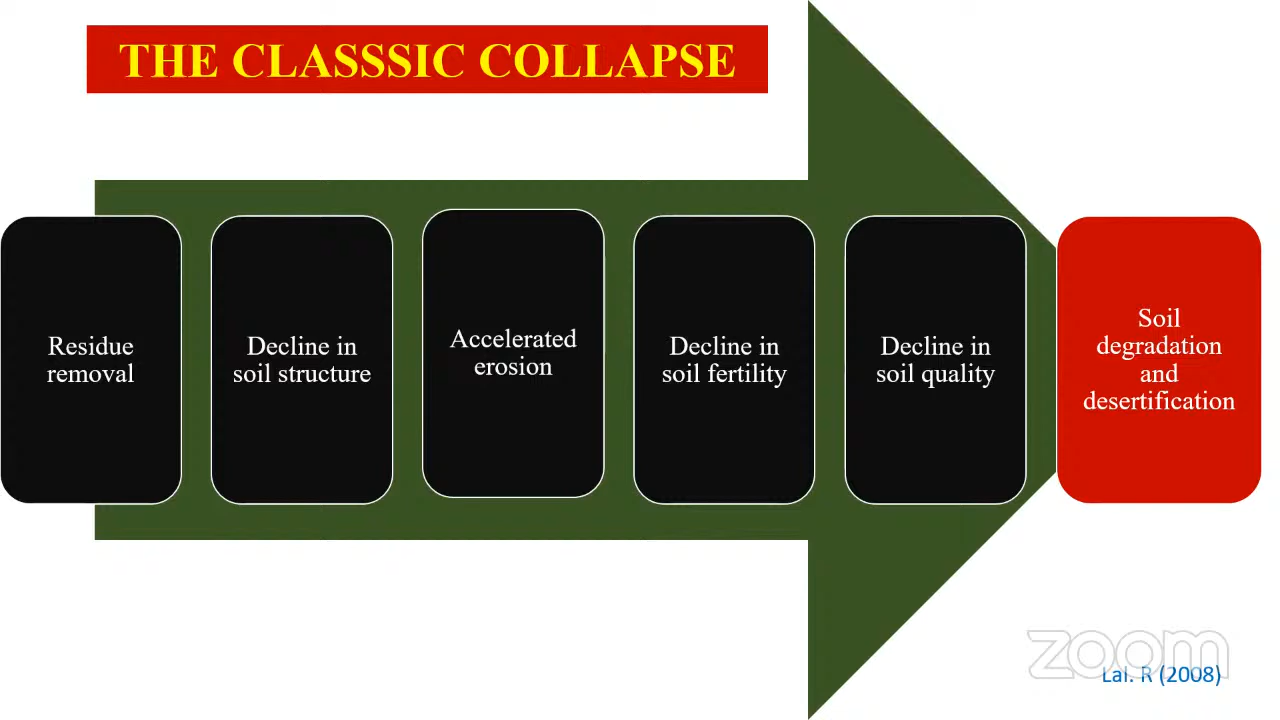 THE CLASSSIC COLLAPSE
Residue
removal
Decline in
soil structure
Accelerated
erosion
Decline in
soil fertility
Decline in
soil quality
Soil
degradation
and
desertification
zoom
Lal. R (2008)